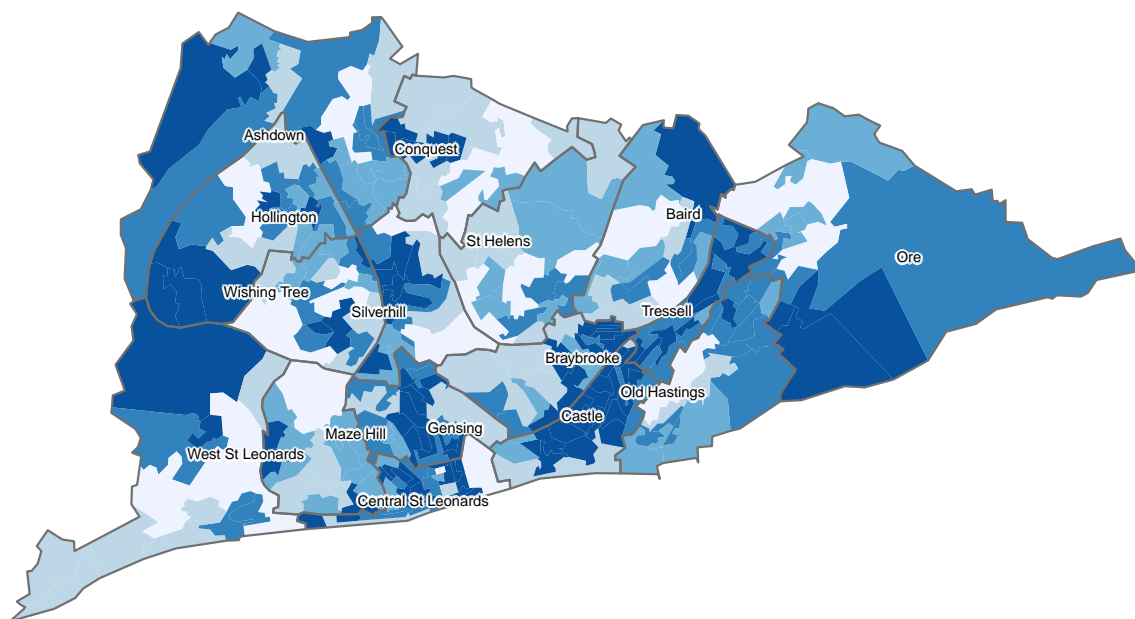 Ashdown
Conquest
Hollington
Baird
St Helens
Ore
Wishing Tree
Silverhill
Tressell
Braybrooke
Old Hastings
Castle
Gensing
Maze Hill
West St Leonards
Central St Leonards